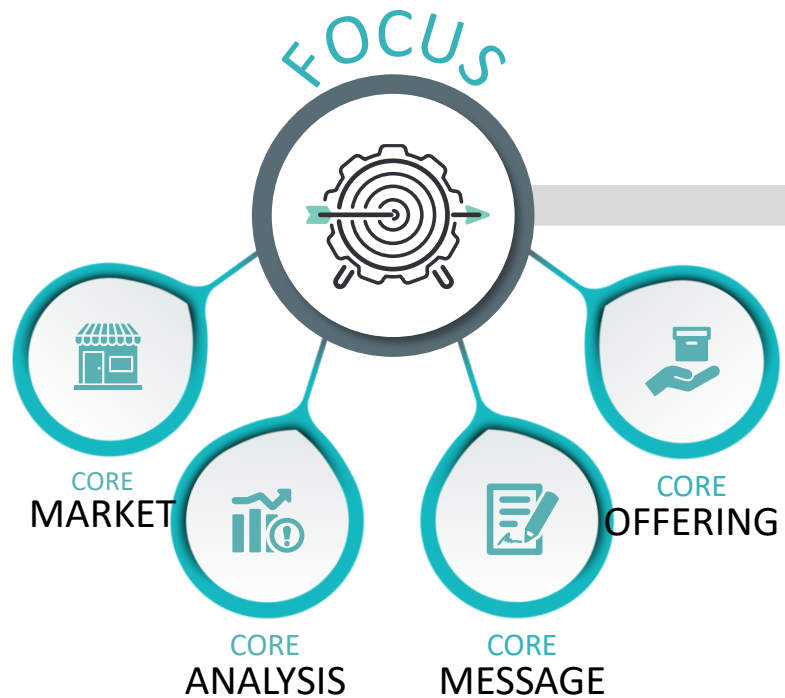 FOCUS
CORE
MARKET
CORE
ANALYSIS
CORE
MESSAGE
CORE
OFFERING